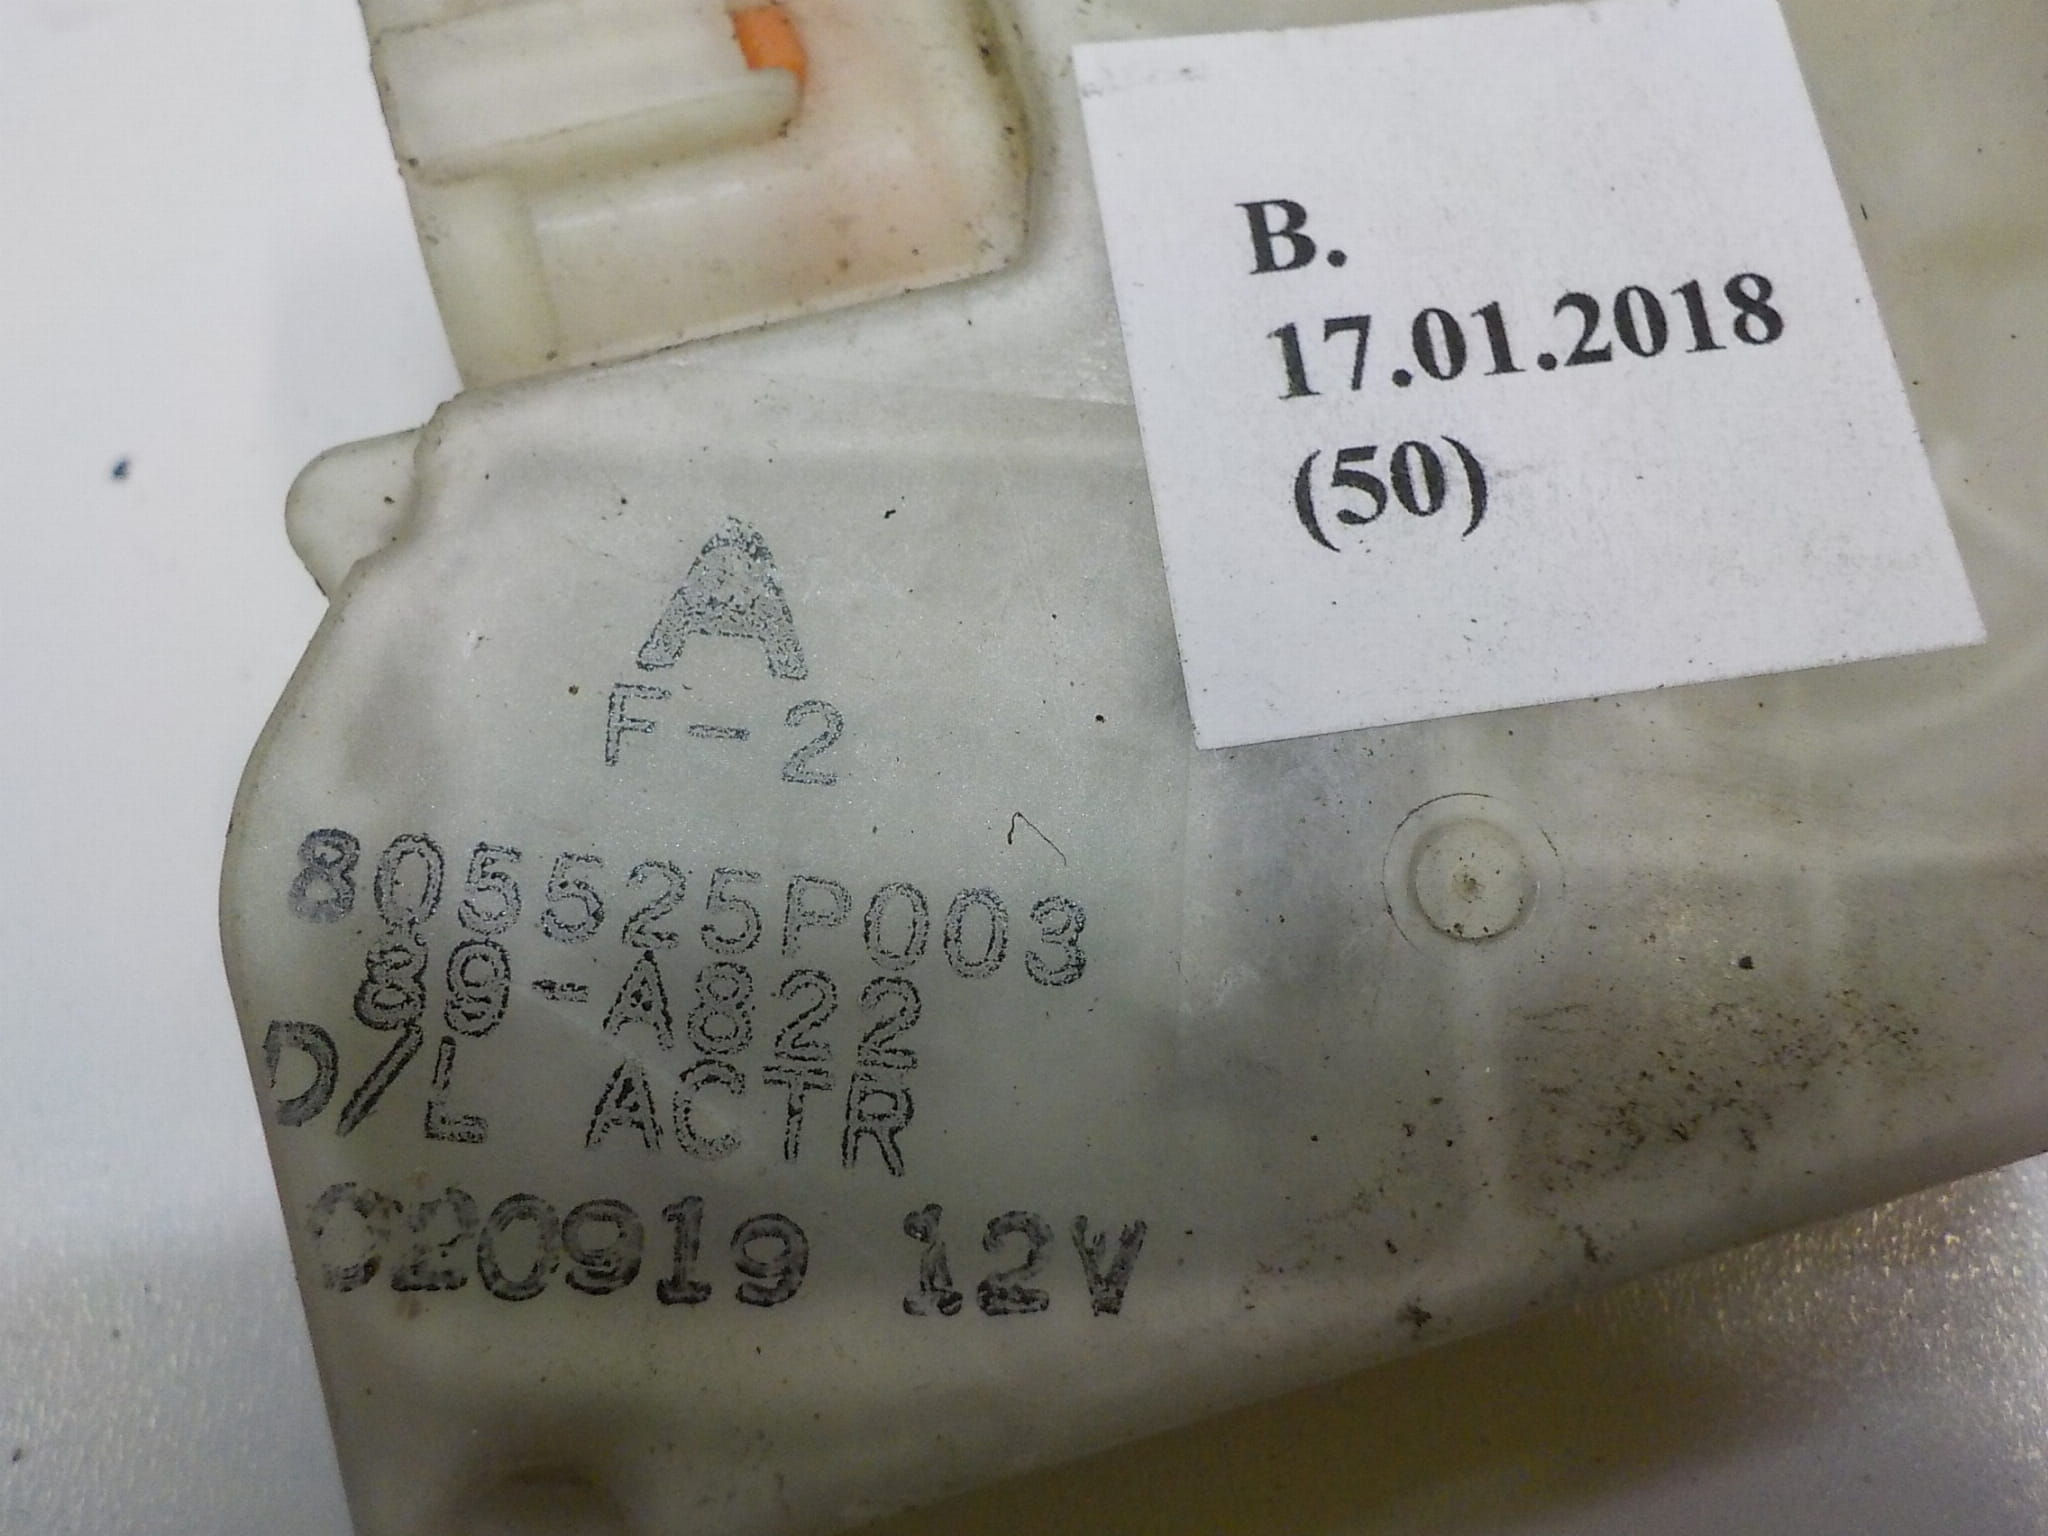 B.
17.01.2018
(50)
A
F-2
805525P003
89-A822
D/L ACTR
020919 12V